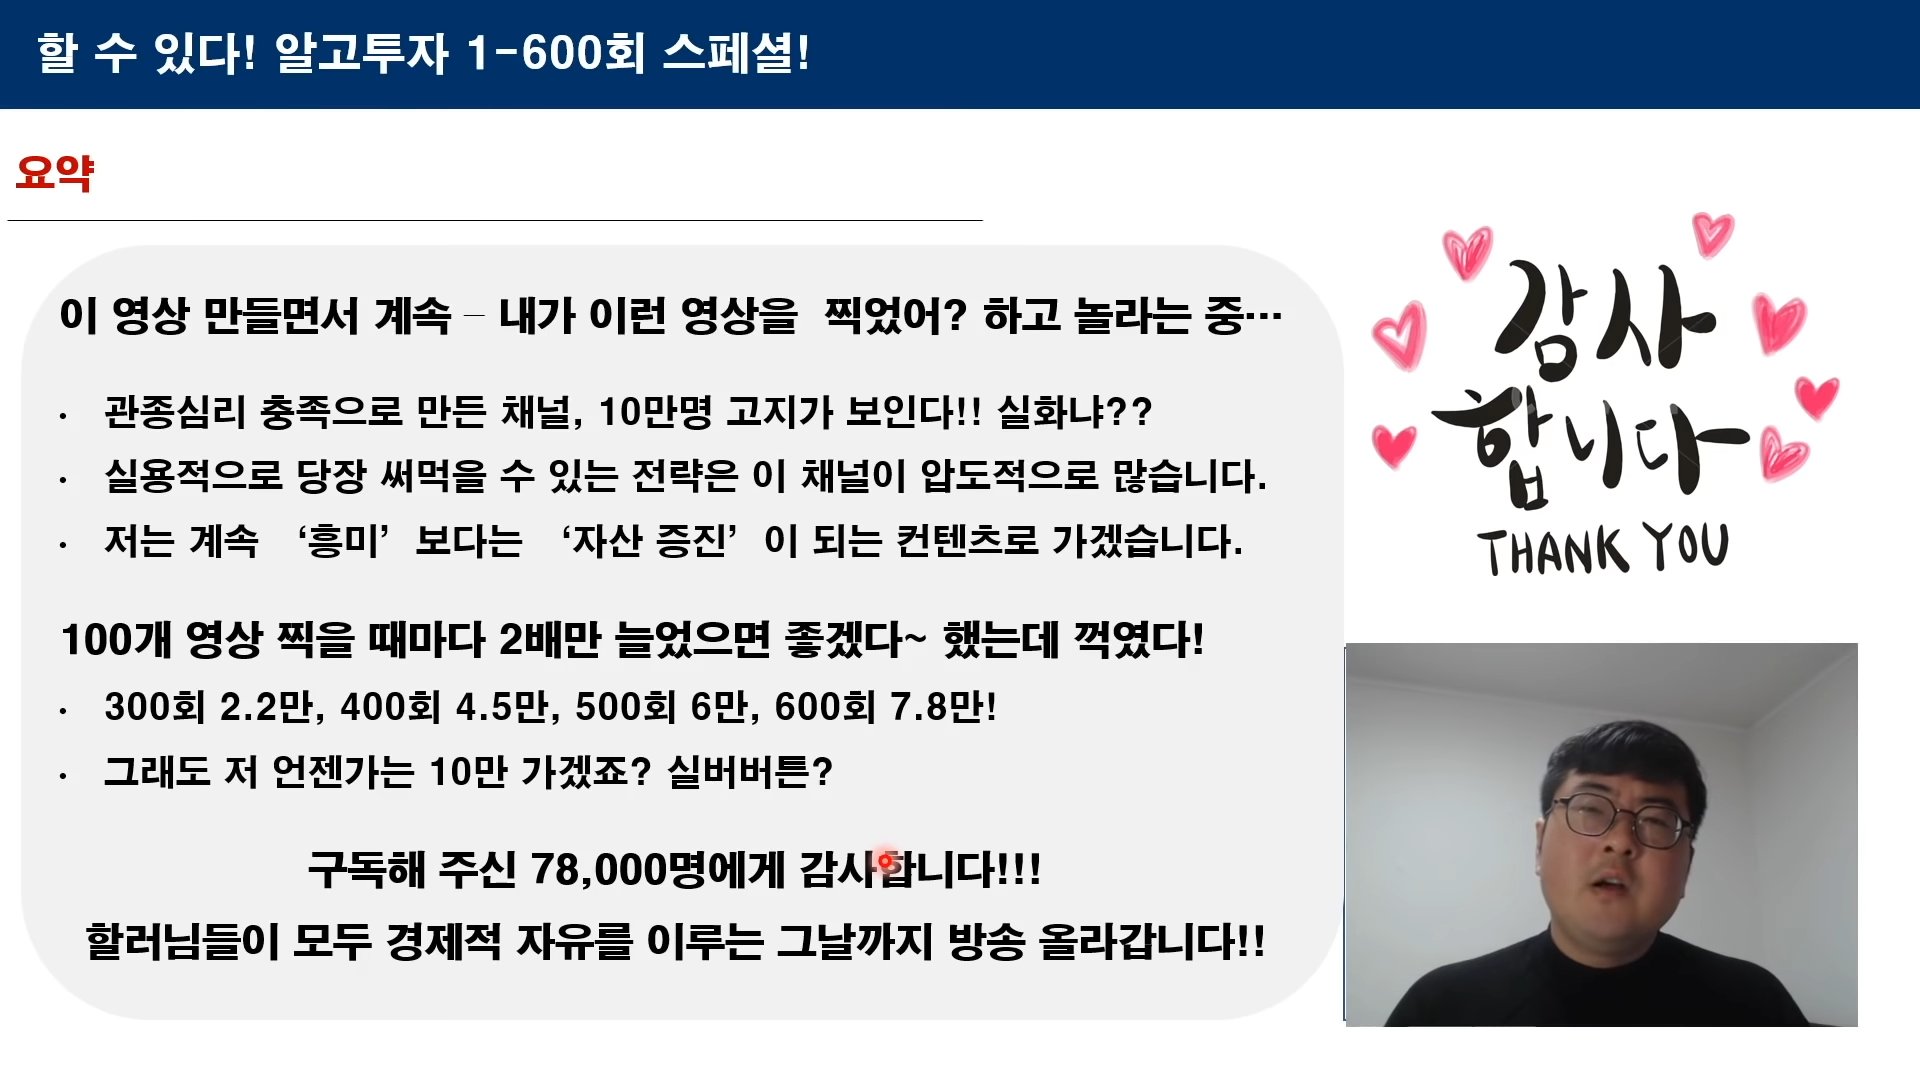 할 수 있다! 알고투자 1-600회 스페셜!
요약
이 영상 만들면서 계속 – 내가 이런 영상을 찍었어? 하고 놀라는 중…
• 관종심리 충족으로 만든 채널, 10만명 고지가 보인다!! 실화냐??
• 실용적으로 당장 써먹을 수 있는 전략은 이 채널이 압도적으로 많습니다.
• 저는 계속 ‘흥미’ 보다는 ‘자산 증진’ 이 되는 컨텐츠로 가겠습니다.
100개 영상 찍을 때마다 2배만 늘었으면 좋겠다~ 했는데 꺽였다!
• 300회 2.2만, 400회 4.5만, 500회 6만, 600회 7.8만!
• 그래도 저 언젠가는 10만 가겠죠? 실버버튼?
구독해 주신 78,000명에게 감사합니다!!!
할러님들이 모두 경제적 자유를 이루는 그날까지 방송 올라갑니다!!
감사
합니다
THANK YOU